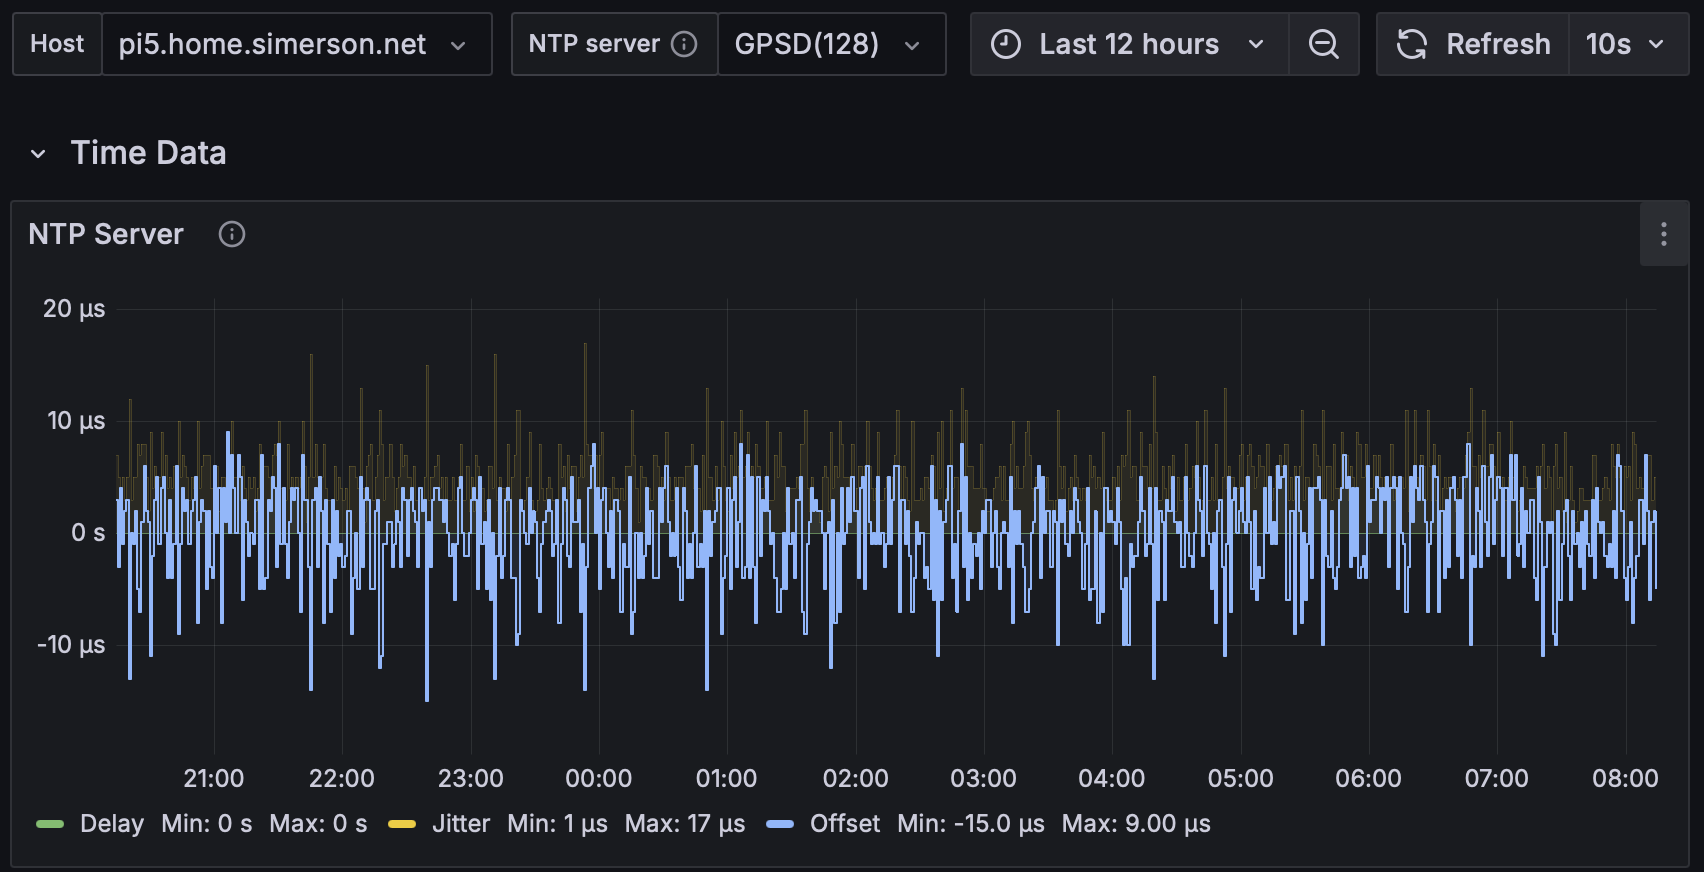 Host pi5.home.simerson.net NTP server GPSD(128) Last 12 hours Refresh 10s
Time Data
NTP Server
20 µs
10 µs
0 s
-10 µs
21:00 22:00 23:00 00:00 01:00 02:00 03:00 04:00 05:00 06:00 07:00 08:00
Delay Min: 0 s Max: 0 s Jitter Min: 1 µs Max: 17 µs Offset Min: -15.0 µs Max: 9.00 µs